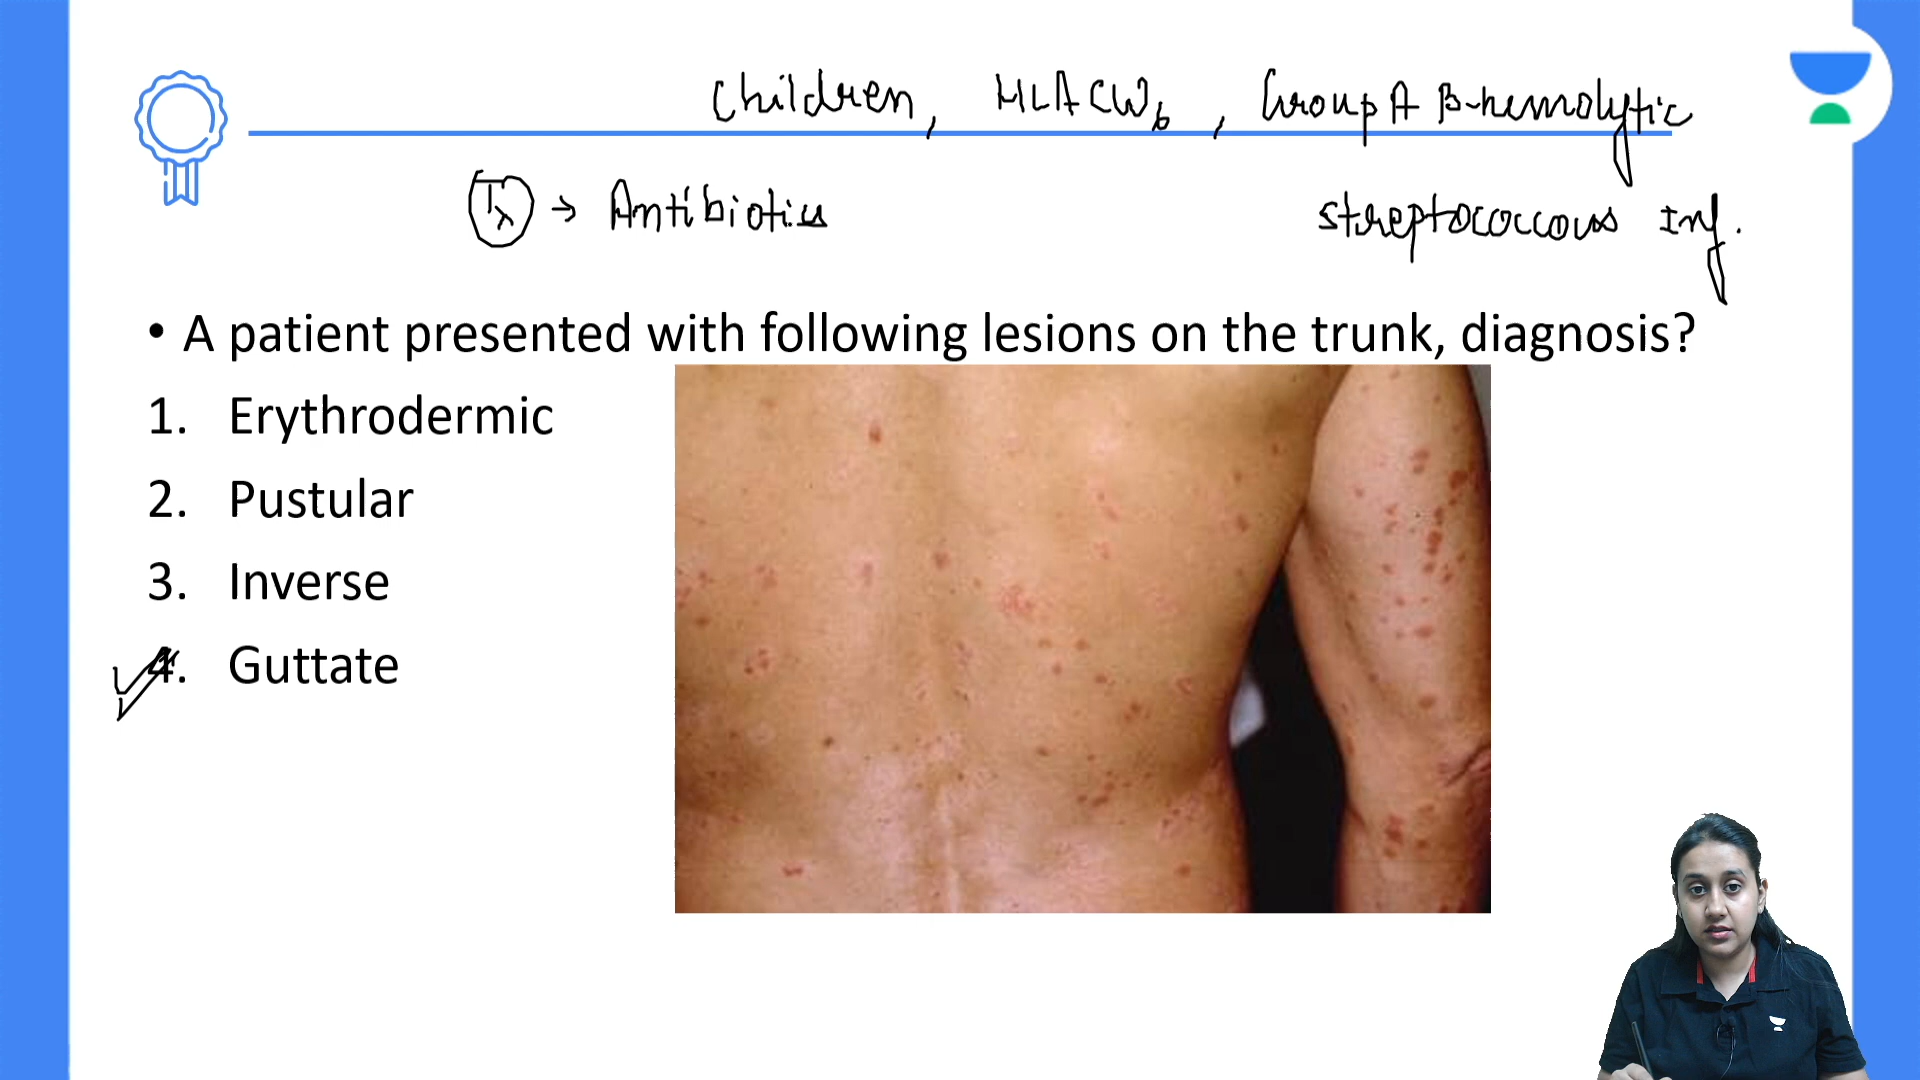 Children, HLA CW6, Group A β-hemolytic
Tx → Antibiotics streptococcous Inf.
• A patient presented with following lesions on the trunk, diagnosis?
1. Erythrodermic
2. Pustular
3. Inverse
4. Guttate